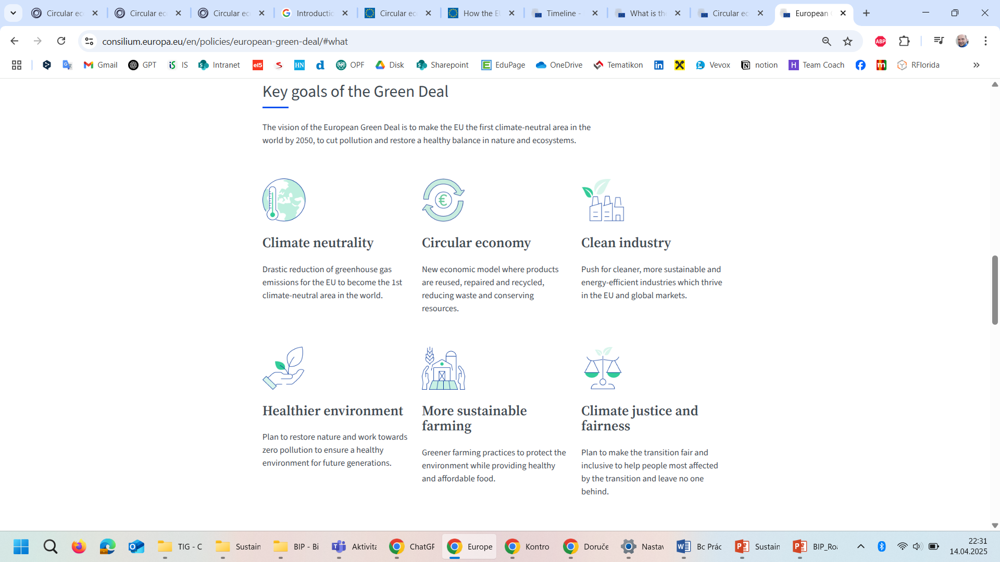 Circular ec
Circular ec
Circular ec
Introductio
Circular ec
How the E
Timeline -
What is the
Circular ec
European
consilium.europa.eu/en/policies/european-green-deal/#what
ABP
Gmail
GPT
iS
IS
Intranet
el5
HN
OPF
Disk
Sharepoint
EduPage
OneDrive
Tematikon
Vevox
notion
H
Team Coach
RFlorida
Key goals of the Green Deal
The vision of the European Green Deal is to make the EU the first climate-neutral area in the
world by 2050, to cut pollution and restore a healthy balance in nature and ecosystems.
€
Climate neutrality
Drastic reduction of greenhouse gas
emissions for the EU to become the 1st
climate-neutral area in the world.
Circular economy
New economic model where products
are reused, repaired and recycled,
reducing waste and conserving
resources.
Clean industry
Push for cleaner, more sustainable and
energy-efficient industries which thrive
in the EU and global markets.
Healthier environment
Plan to restore nature and work towards
zero pollution to ensure a healthy
environment for future generations.
More sustainable
farming
Greener farming practices to protect the
environment while providing healthy
and affordable food.
Climate justice and
fairness
Plan to make the transition fair and
inclusive to help people most affected
by the transition and leave no one
behind.
TIG - C
Sustain
BIP - Bi
Aktivita
ChatGP
Europe
Kontro
Doruče
Nastav
Bc Prác
Sustain
BIP_Roa
22:31
14.04.2025